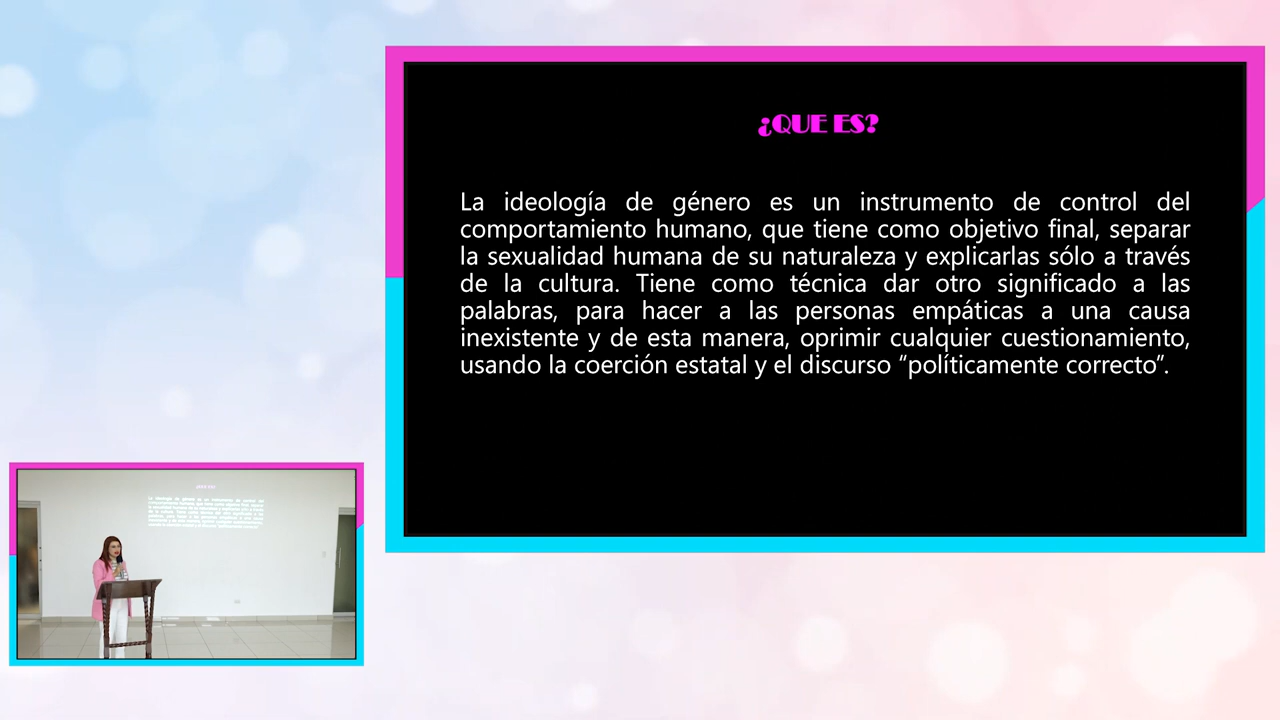 ¿QUE ES?
La ideología de género es un instrumento de control del
comportamiento humano, que tiene como objetivo final, separar
la sexualidad humana de su naturaleza y explicarlas sólo a través
de la cultura. Tiene como técnica dar otro significado a las
palabras, para hacer a las personas empáticas a una causa
inexistente y de esta manera, oprimir cualquier cuestionamiento,
usando la coerción estatal y el discurso “políticamente correcto”.